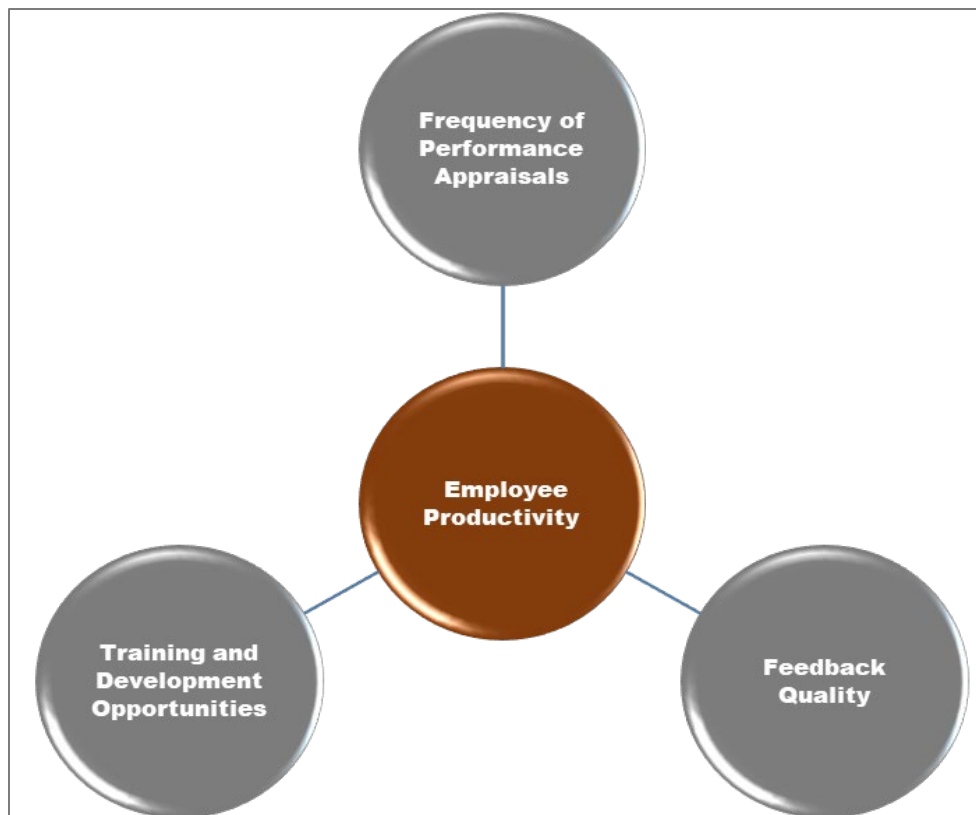 Frequency of
Performance
Appraisals
Employee
Productivity
Training and
Development
Opportunities
Feedback
Quality